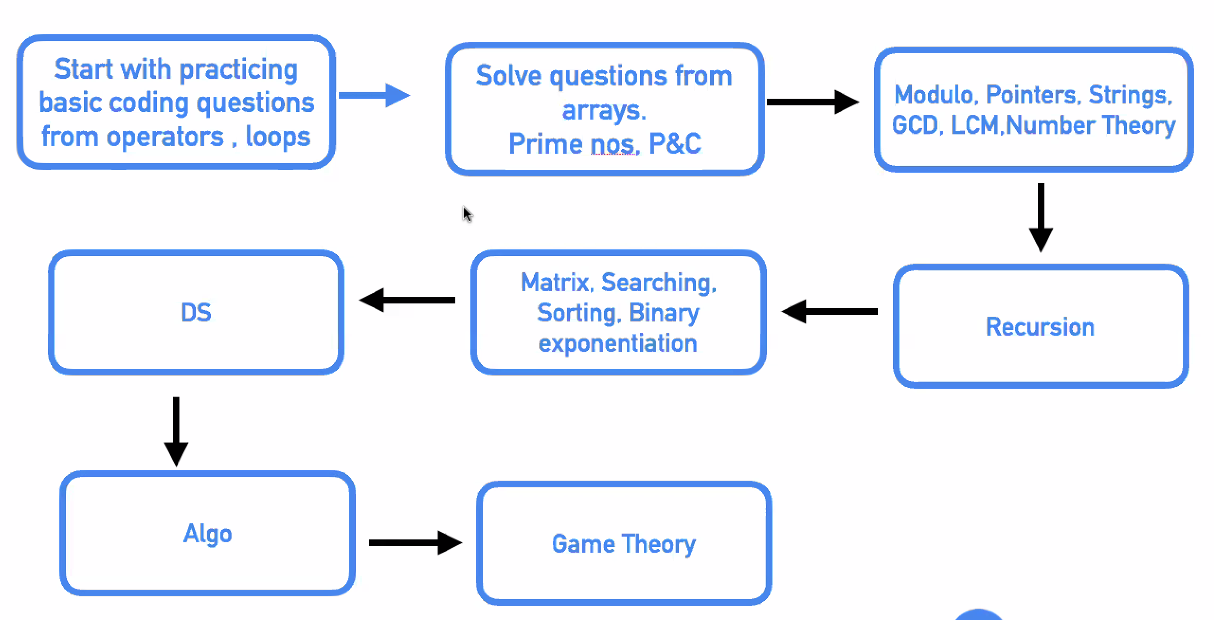 Start with practicing
basic coding questions
from operators , loops
Solve questions from
arrays.
Prime nos, P&C
Modulo, Pointers, Strings,
GCD, LCM,Number Theory
Recursion
Matrix, Searching,
Sorting, Binary
exponentiation
DS
Algo
Game Theory